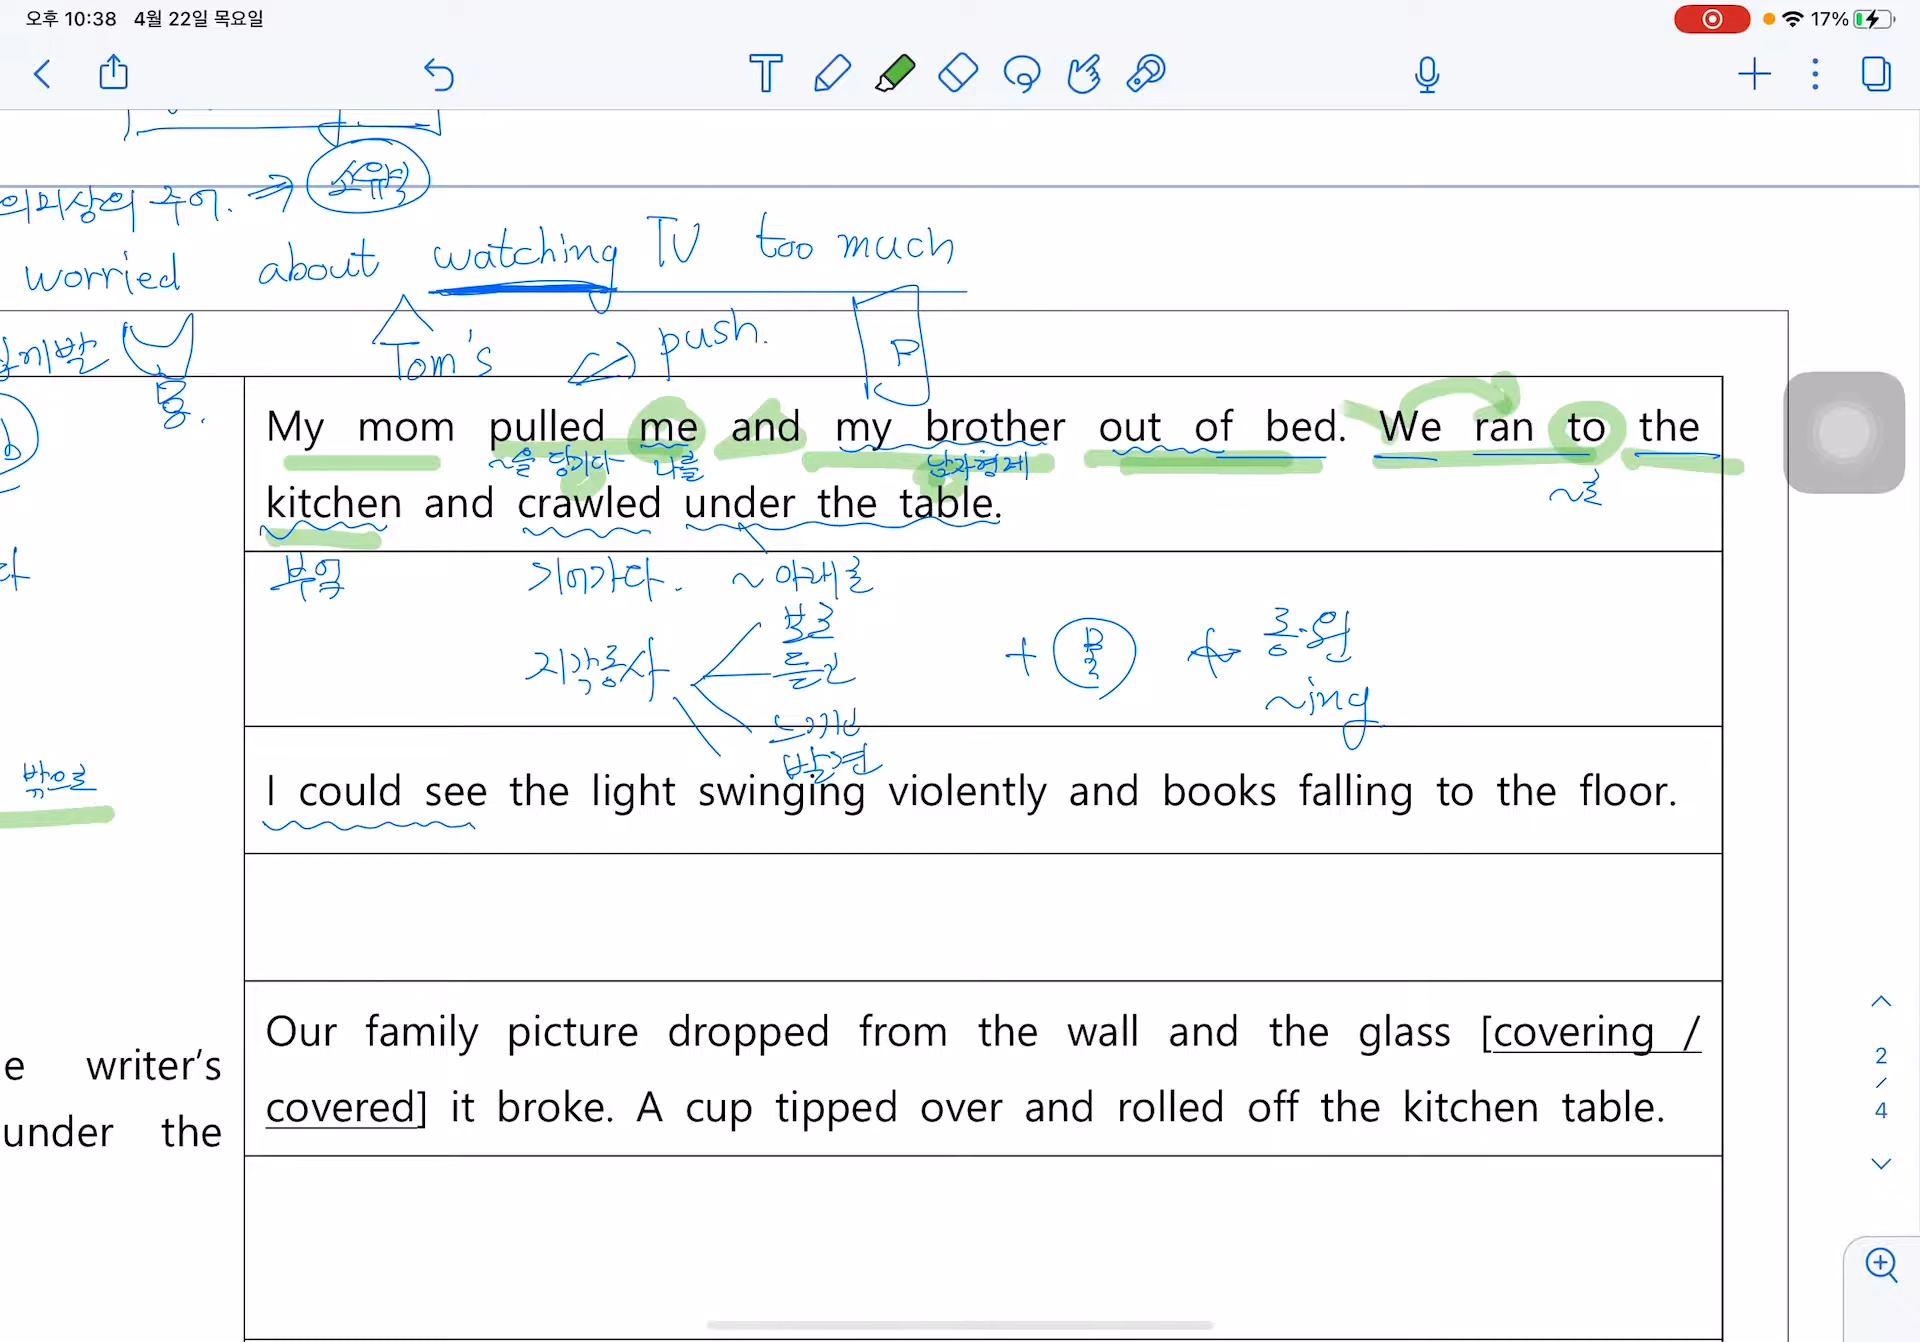 오후 10:38 4월 22일 목요일
17%
소유격
의미상의 주어. ⇒
worried about watching TV too much
Tom's ↔ push. P
My mom pulled me and my brother out of bed. We ran to the
~을 당기다 나를 남자형제
~로
kitchen and crawled under the table.
부엌 기어가다. ~아래로
지각동사
보고
듣고
느끼고
발견
+
동.원
~ing
밖으로
I could see the light swinging violently and books falling to the floor.
Our family picture dropped from the wall and the glass [covering /
covered] it broke. A cup tipped over and rolled off the kitchen table.
e writer's
under the
2
/
4